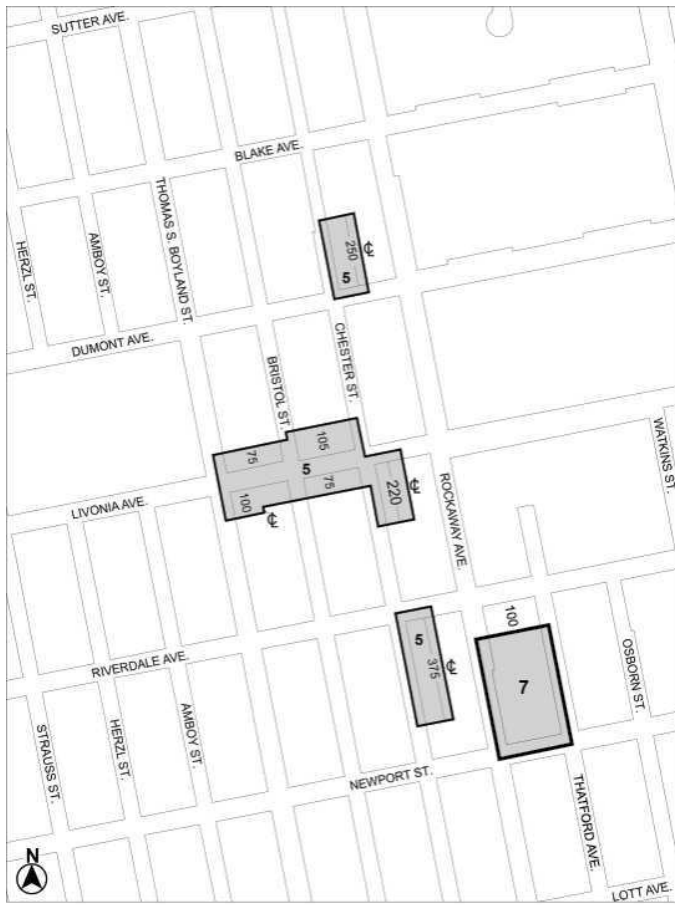 SUTTER AVE.
BLAKE AVE.
THOMAS S. BOYLAND ST.
AMBOY ST.
HERZL ST.
250
5
DUMONT AVE.
CHESTER ST.
BRISTOL ST.
105
75
5
75
100
220
WATKINS ST.
ROCKAWAY AVE.
LIVONIA AVE.
100
5
375
7
OSBORN ST.
RIVERDALE AVE.
AMBOY ST.
HERZL ST.
STRAUSS ST.
NEWPORT ST.
THATFORD AVE.
N
LOTT AVE.